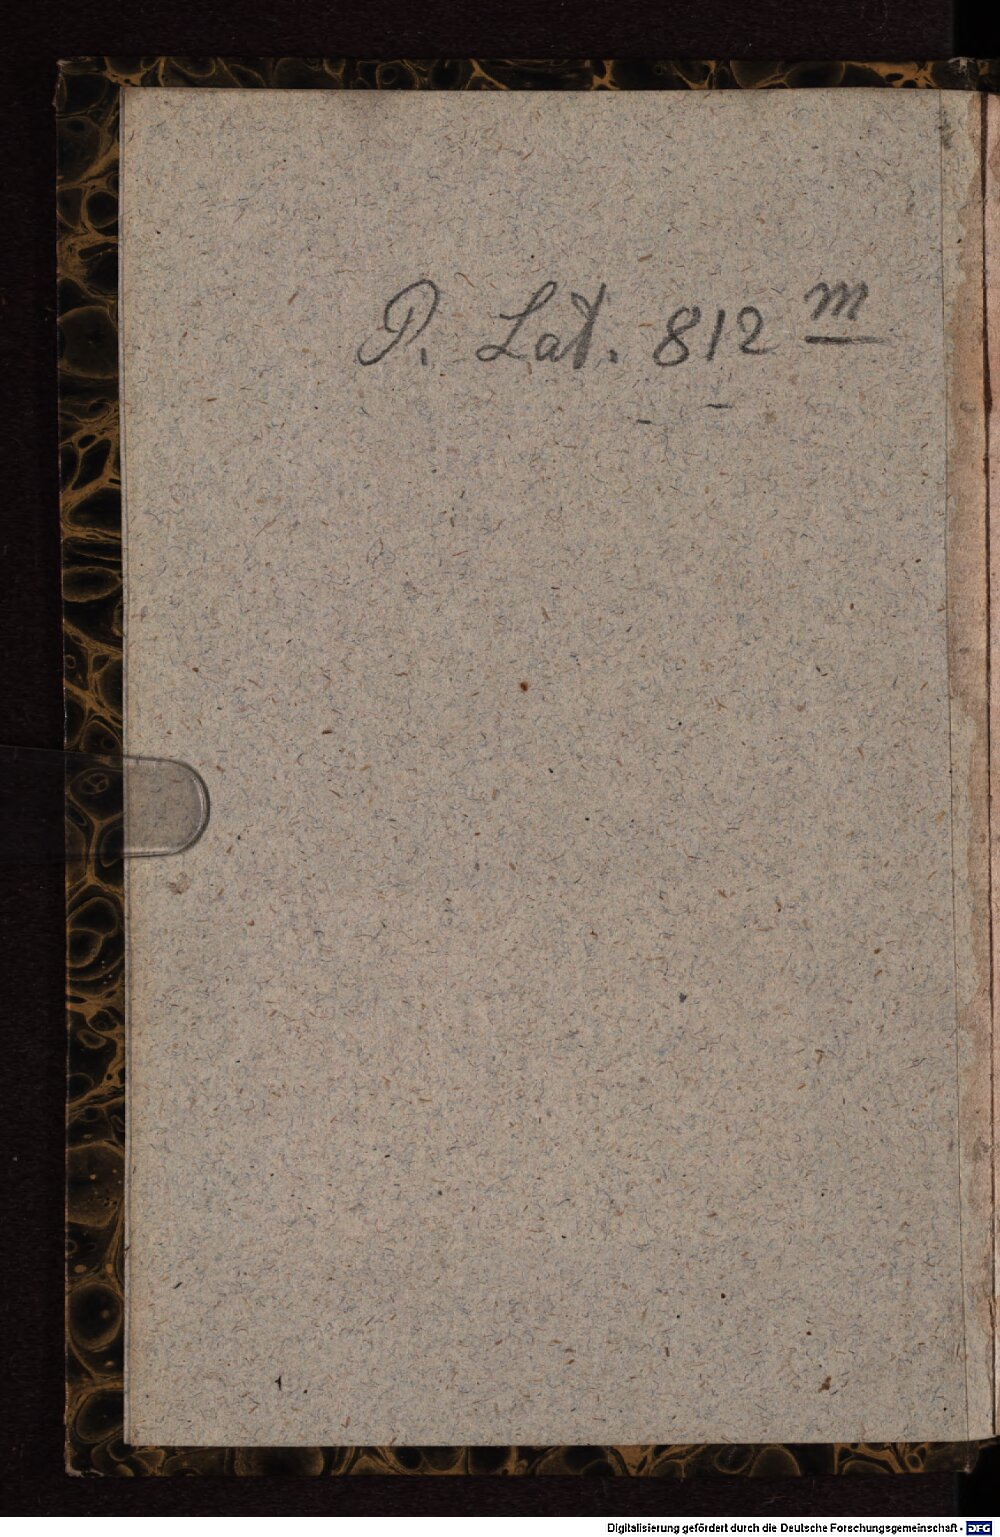 P. Lat. 812 m
Digitalisierung gefördert durch die Deutsche Forschungsgemeinschaft - DFG